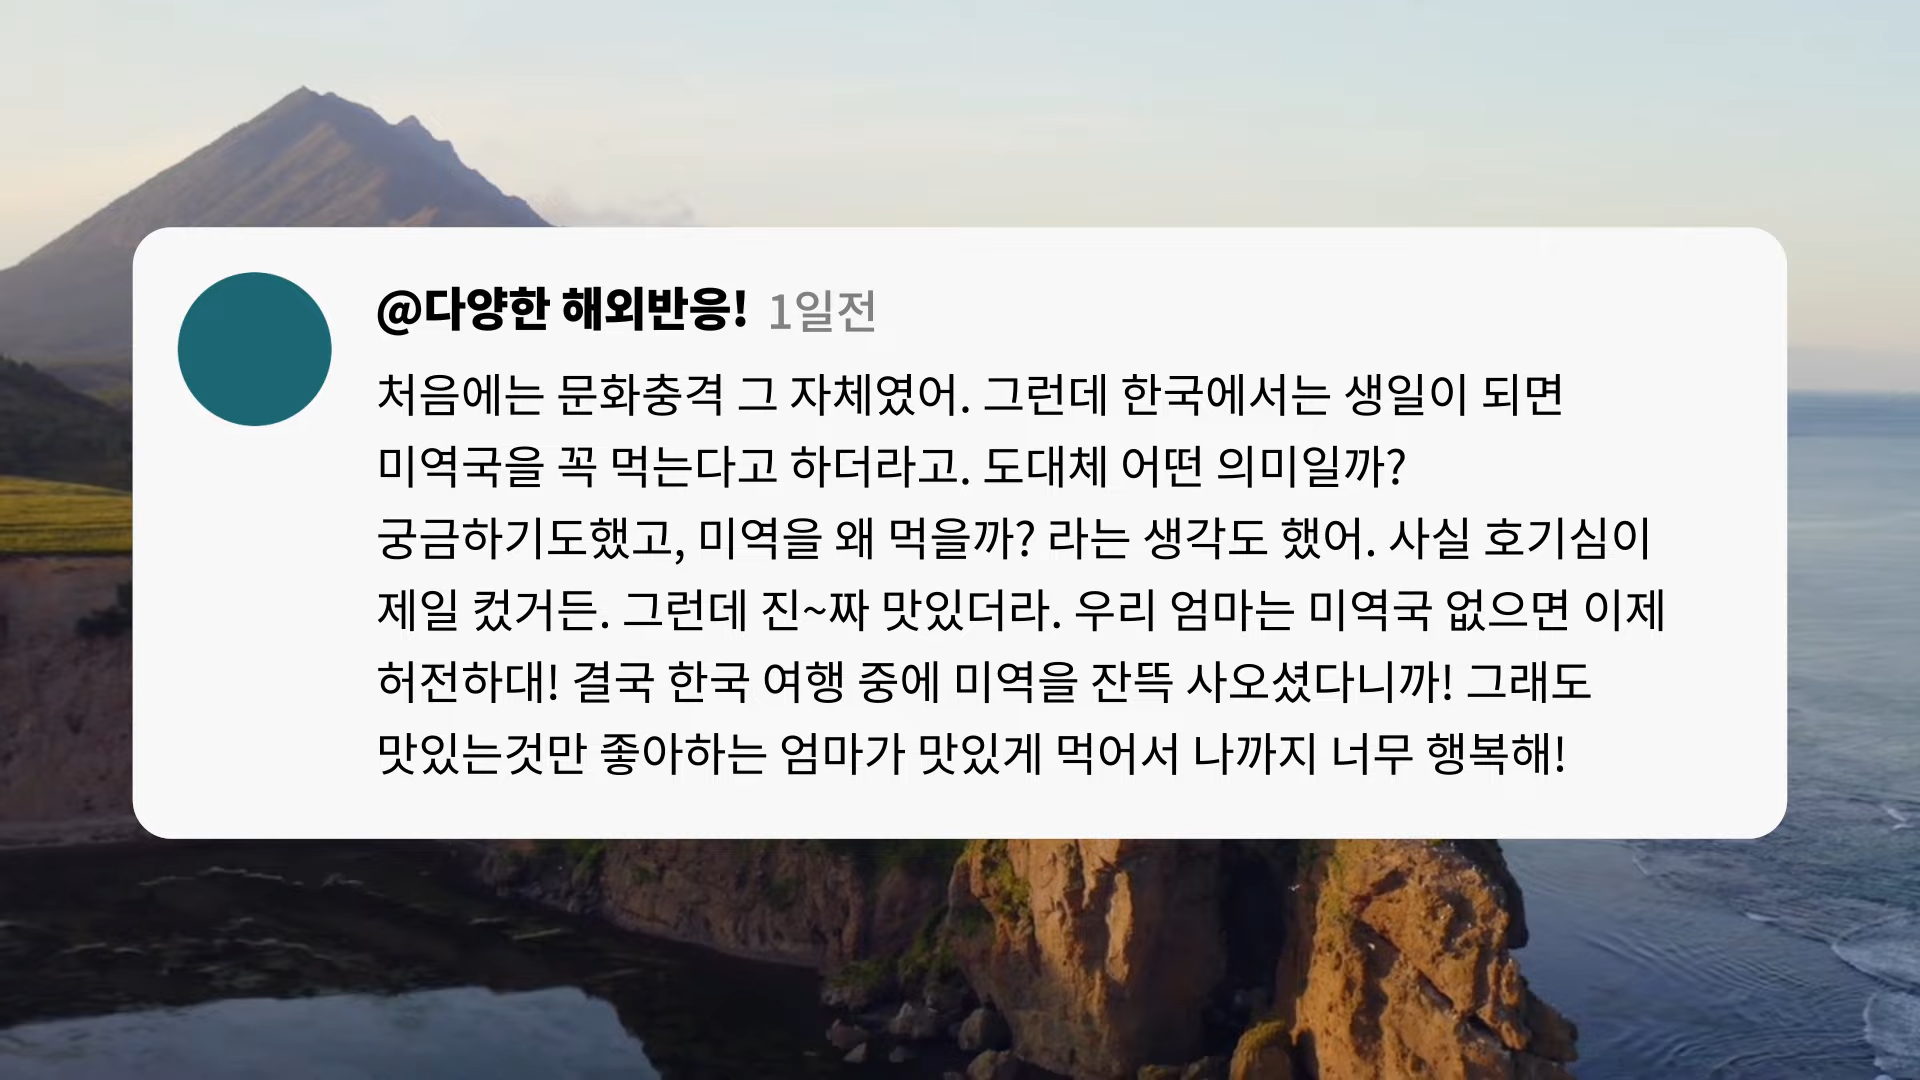 @다양한 해외반응! 1일전
처음에는 문화충격 그 자체였어. 그런데 한국에서는 생일이 되면
미역국을 꼭 먹는다고 하더라고. 도대체 어떤 의미일까?
궁금하기도했고, 미역을 왜 먹을까? 라는 생각도 했어. 사실 호기심이
제일 컸거든. 그런데 진~짜 맛있더라. 우리 엄마는 미역국 없으면 이제
허전하대! 결국 한국 여행 중에 미역을 잔뜩 사오셨다니까! 그래도
맛있는것만 좋아하는 엄마가 맛있게 먹어서 나까지 너무 행복해!